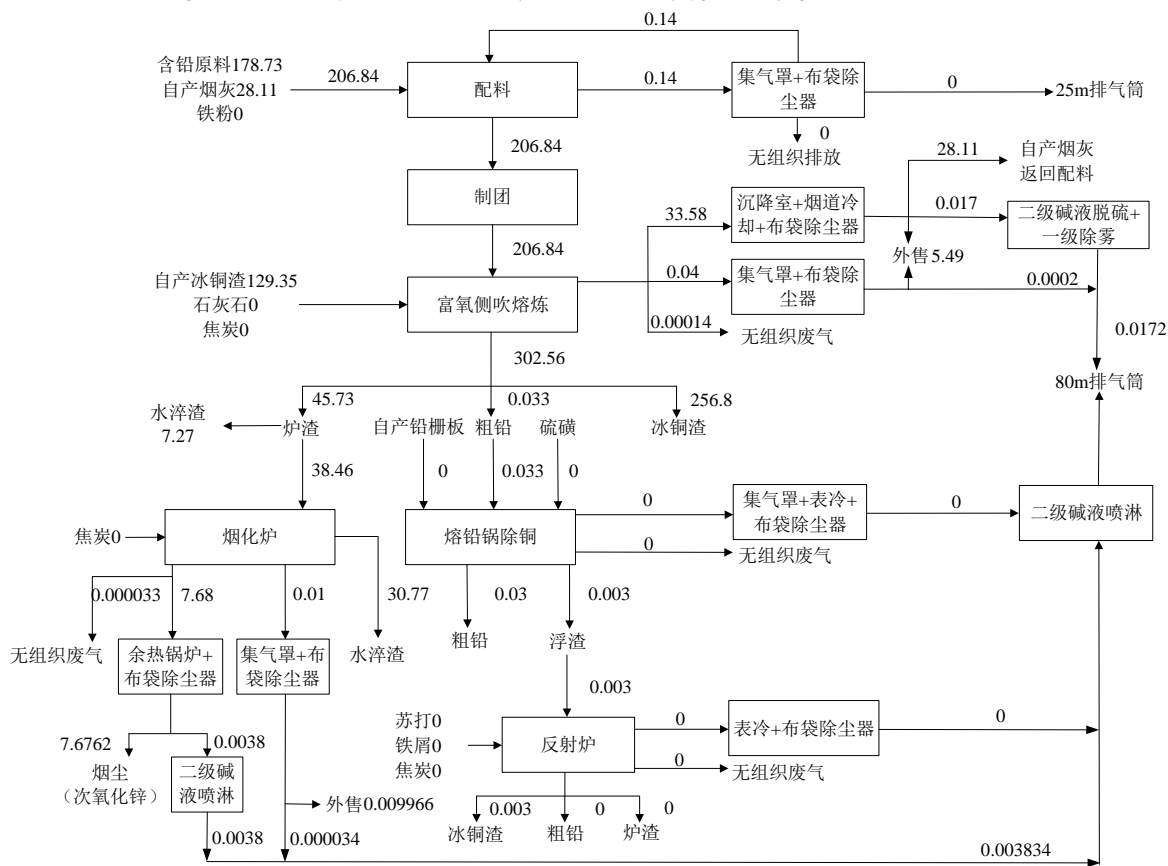 0.14
含铅原料178.73
自产烟灰28.11
铁粉0
206.84
配料
0.14
集气罩+布袋除
尘器
0
25m排气筒
0
无组织排放
206.84
制团
28.11
自产烟灰
返回配料
33.58
沉降室+烟道冷
却+布袋除尘器
0.017
二级碱液脱硫+
一级除雾
外售5.49
206.84
自产冰铜渣129.35
石灰石0
焦炭0
富氧侧吹熔炼
0.04
集气罩+布袋除
尘器
0.0002
0.00014
无组织废气
0.0172
80m排气筒
302.56
45.73
0.033
256.8
水淬渣
7.27
炉渣
自产铅栅板
粗铅
硫磺
冰铜渣
38.46
0
0.033
0
焦炭0
烟化炉
熔铅锅除铜
0
集气罩+表冷+
布袋除尘器
0
二级碱液喷淋
0
无组织废气
0.000033
7.68
0.01
30.77
0.03
0.003
无组织废气
余热锅炉+
布袋除尘器
集气罩+布
袋除尘器
水淬渣
粗铅
浮渣
0.003
苏打0
铁屑0
焦炭0
反射炉
0
表冷+布袋除尘器
0
0
无组织废气
7.6762
0.0038
烟尘
（次氧化锌）
二级碱
液喷淋
外售0.009966
0.003
0
0
冰铜渣
粗铅
炉渣
0.0038
0.000034
0.003834